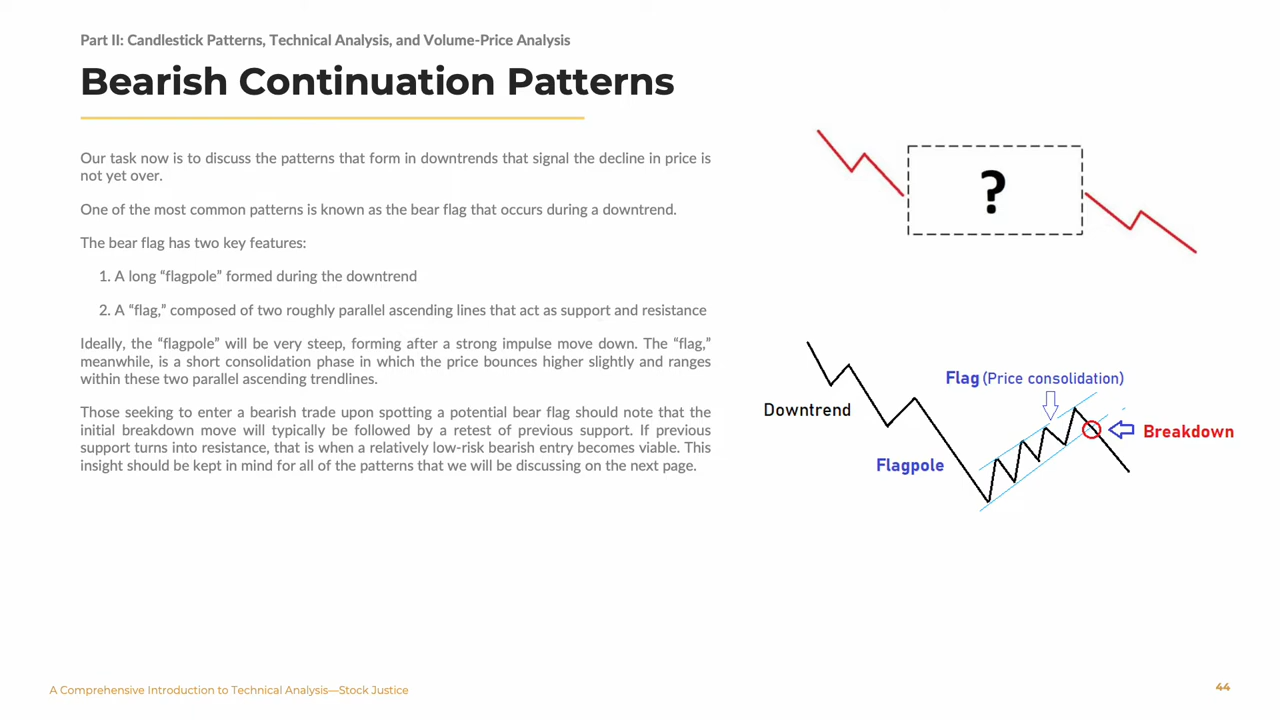 Part II: Candlestick Patterns, Technical Analysis, and Volume-Price Analysis
Bearish Continuation Patterns
Our task now is to discuss the patterns that form in downtrends that signal the decline in price is
not yet over.
One of the most common patterns is known as the bear flag that occurs during a downtrend.
The bear flag has two key features:
1. A long “flagpole” formed during the downtrend
2. A “flag,” composed of two roughly parallel ascending lines that act as support and resistance
Ideally, the “flagpole” will be very steep, forming after a strong impulse move down. The “flag,”
meanwhile, is a short consolidation phase in which the price bounces higher slightly and ranges
within these two parallel ascending trendlines.
Those seeking to enter a bearish trade upon spotting a potential bear flag should note that the
initial breakdown move will typically be followed by a retest of previous support. If previous
support turns into resistance, that is when a relatively low-risk bearish entry becomes viable. This
insight should be kept in mind for all of the patterns that we will be discussing on the next page.
?
Flag (Price consolidation)
Downtrend
Breakdown
Flagpole
A Comprehensive Introduction to Technical Analysis—Stock Justice
44